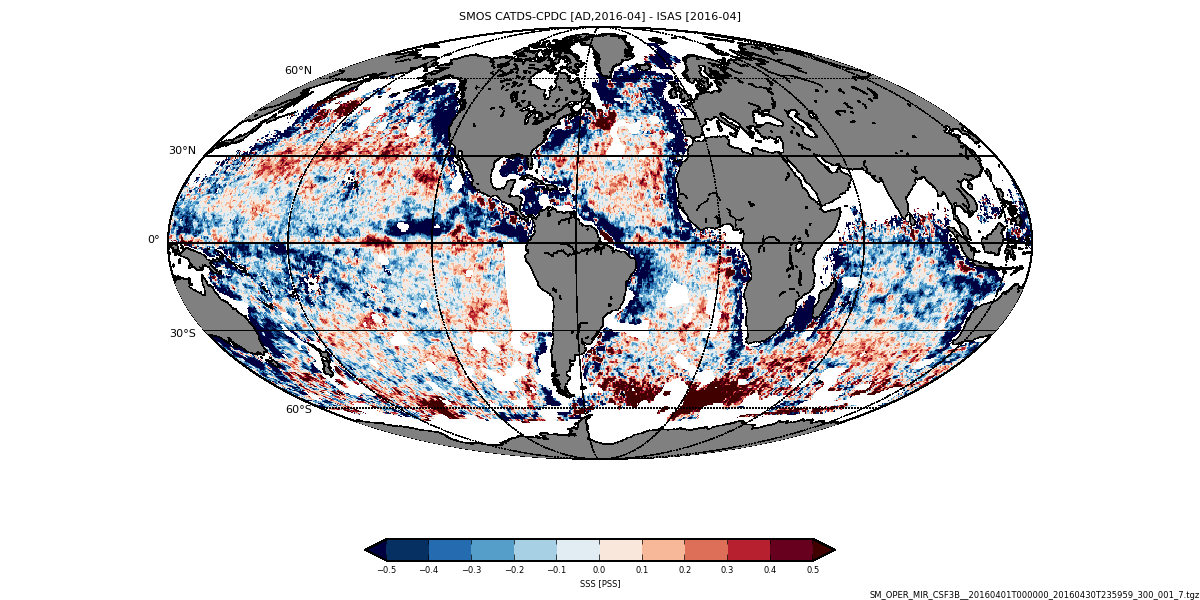 SMOS CATDS-CPDC [AD,2016-04] - ISAS [2016-04]
60°N
30°N
0°
30°S
60°S
−0.5 −0.4 −0.3 −0.2 −0.1 0.0 0.1 0.2 0.3 0.4 0.5
SSS [PSS]
SM_OPER_MIR_CSF3B__20160401T000000_20160430T235959_300_001_7.tgz